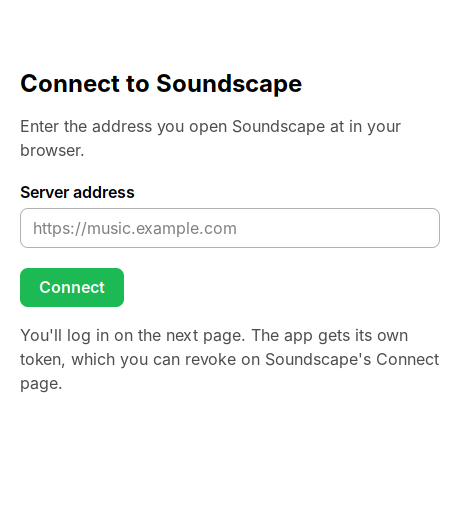 Connect to Soundscape
Enter the address you open Soundscape at in your
browser.
Server address
https://music.example.com
Connect
You'll log in on the next page. The app gets its own
token, which you can revoke on Soundscape's Connect
page.